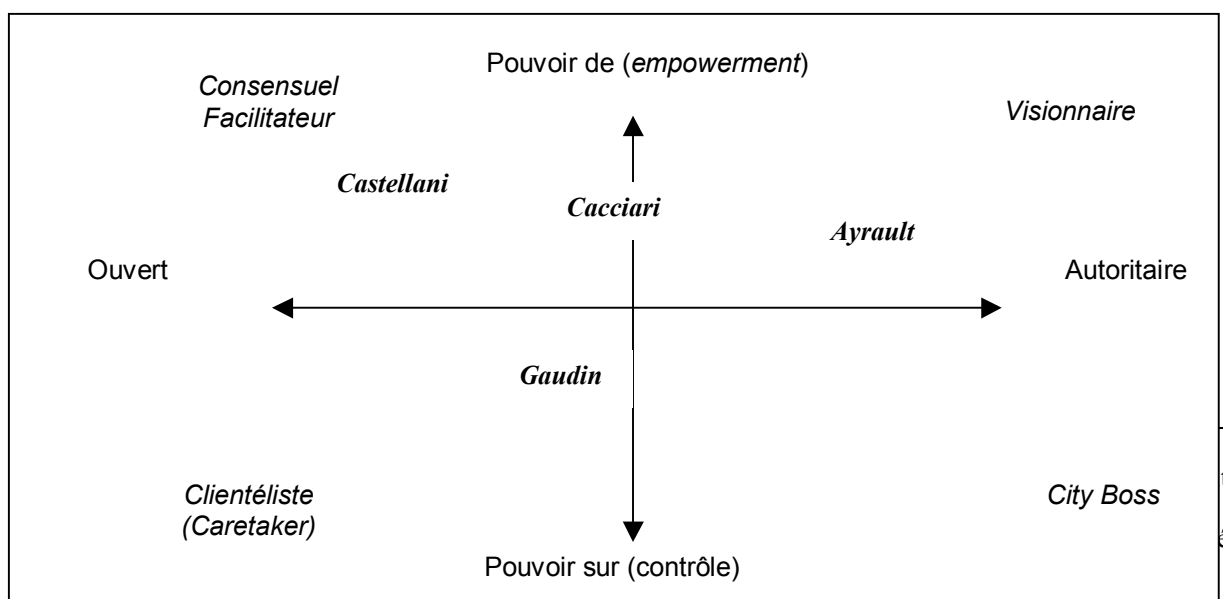 Pouvoir de (empowerment)
Consensuel
Facilitateur
Visionnaire
Castellani
Cacciari
Ayrault
Ouvert
Autoritaire
Gaudin
Clientéliste
(Caretaker)
City Boss
Pouvoir sur (contrôle)